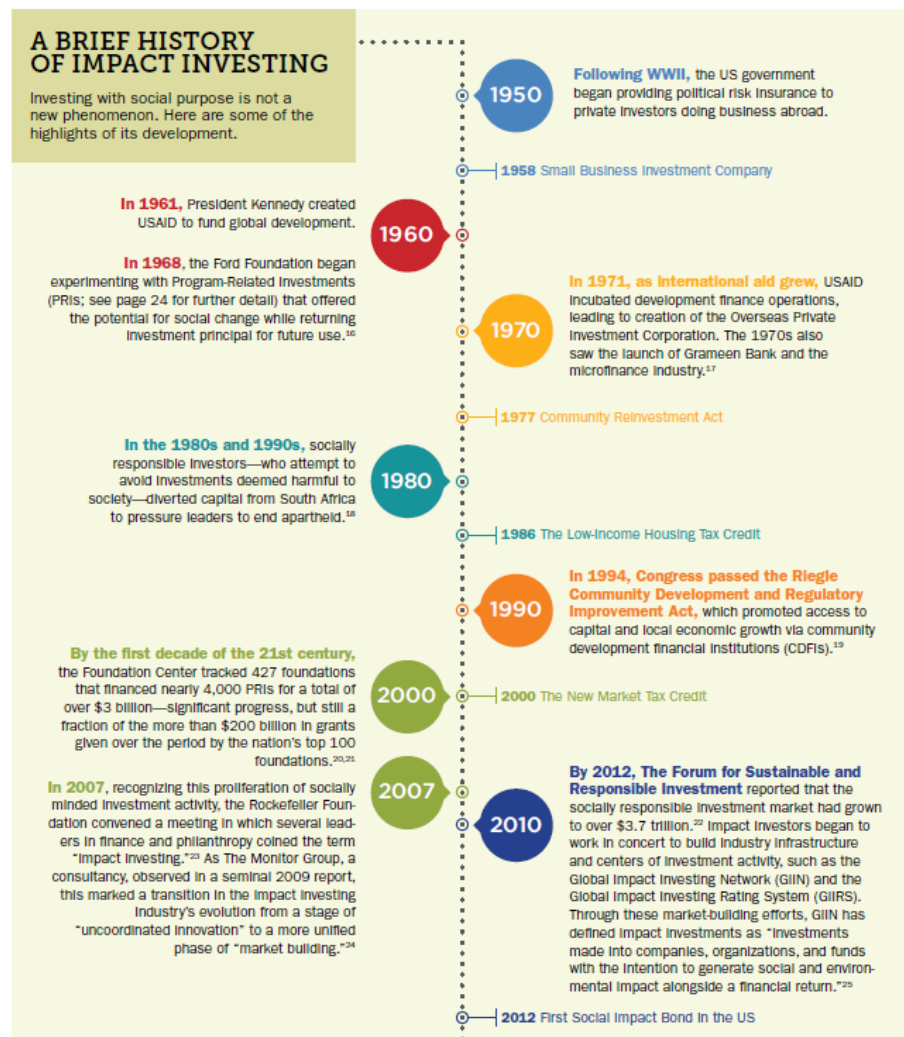 A BRIEF HISTORY
OF IMPACT INVESTING
Investing with social purpose is not a
new phenomenon. Here are some of the
highlights of its development.
1950
Following WWII, the US government
began providing political risk insurance to
private investors doing business abroad.
1958 Small Business Investment Company
In 1961, President Kennedy created
USAID to fund global development.
1960
In 1968, the Ford Foundation began
experimenting with Program-Related Investments
(PRIs; see page 24 for further detail) that offered
the potential for social change while returning
investment principal for future use.¹⁶
1970
In 1971, as international aid grew, USAID
incubated development finance operations,
leading to creation of the Overseas Private
Investment Corporation. The 1970s also
saw the launch of Grameen Bank and the
microfinance industry.¹⁷
1977 Community Reinvestment Act
In the 1980s and 1990s, socially
responsible investors—who attempt to
avoid investments deemed harmful to
society—diverted capital from South Africa
to pressure leaders to end apartheid.¹⁸
1980
1986 The Low-Income Housing Tax Credit
1990
In 1994, Congress passed the Riegle
Community Development and Regulatory
Improvement Act, which promoted access to
capital and local economic growth via community
development financial institutions (CDFIs).¹⁹
By the first decade of the 21st century,
the Foundation Center tracked 427 foundations
that financed nearly 4,000 PRIs for a total of
over $3 billion—significant progress, but still a
fraction of the more than $200 billion in grants
given over the period by the nation's top 100
foundations.²⁰,²¹
2000
2000 The New Market Tax Credit
In 2007, recognizing this proliferation of socially
minded investment activity, the Rockefeller Foun-
dation convened a meeting in which several lead-
ers in finance and philanthropy coined the term
"impact investing."²³ As The Monitor Group, a
consultancy, observed in a seminal 2009 report,
this marked a transition in the impact investing
industry's evolution from a stage of
"uncoordinated innovation" to a more unified
phase of "market building."²⁴
2007
2010
By 2012, The Forum for Sustainable and
Responsible Investment reported that the
socially responsible investment market had grown
to over $3.7 trillion.²² Impact investors began to
work in concert to build industry infrastructure
and centers of investment activity, such as the
Global Impact Investing Network (GIIN) and the
Global Impact Investing Rating System (GIIRS).
Through these market-building efforts, GIIN has
defined impact investments as "investments
made into companies, organizations, and funds
with the intention to generate social and environ-
mental impact alongside a financial return."²⁵
2012 First Social Impact Bond in the US